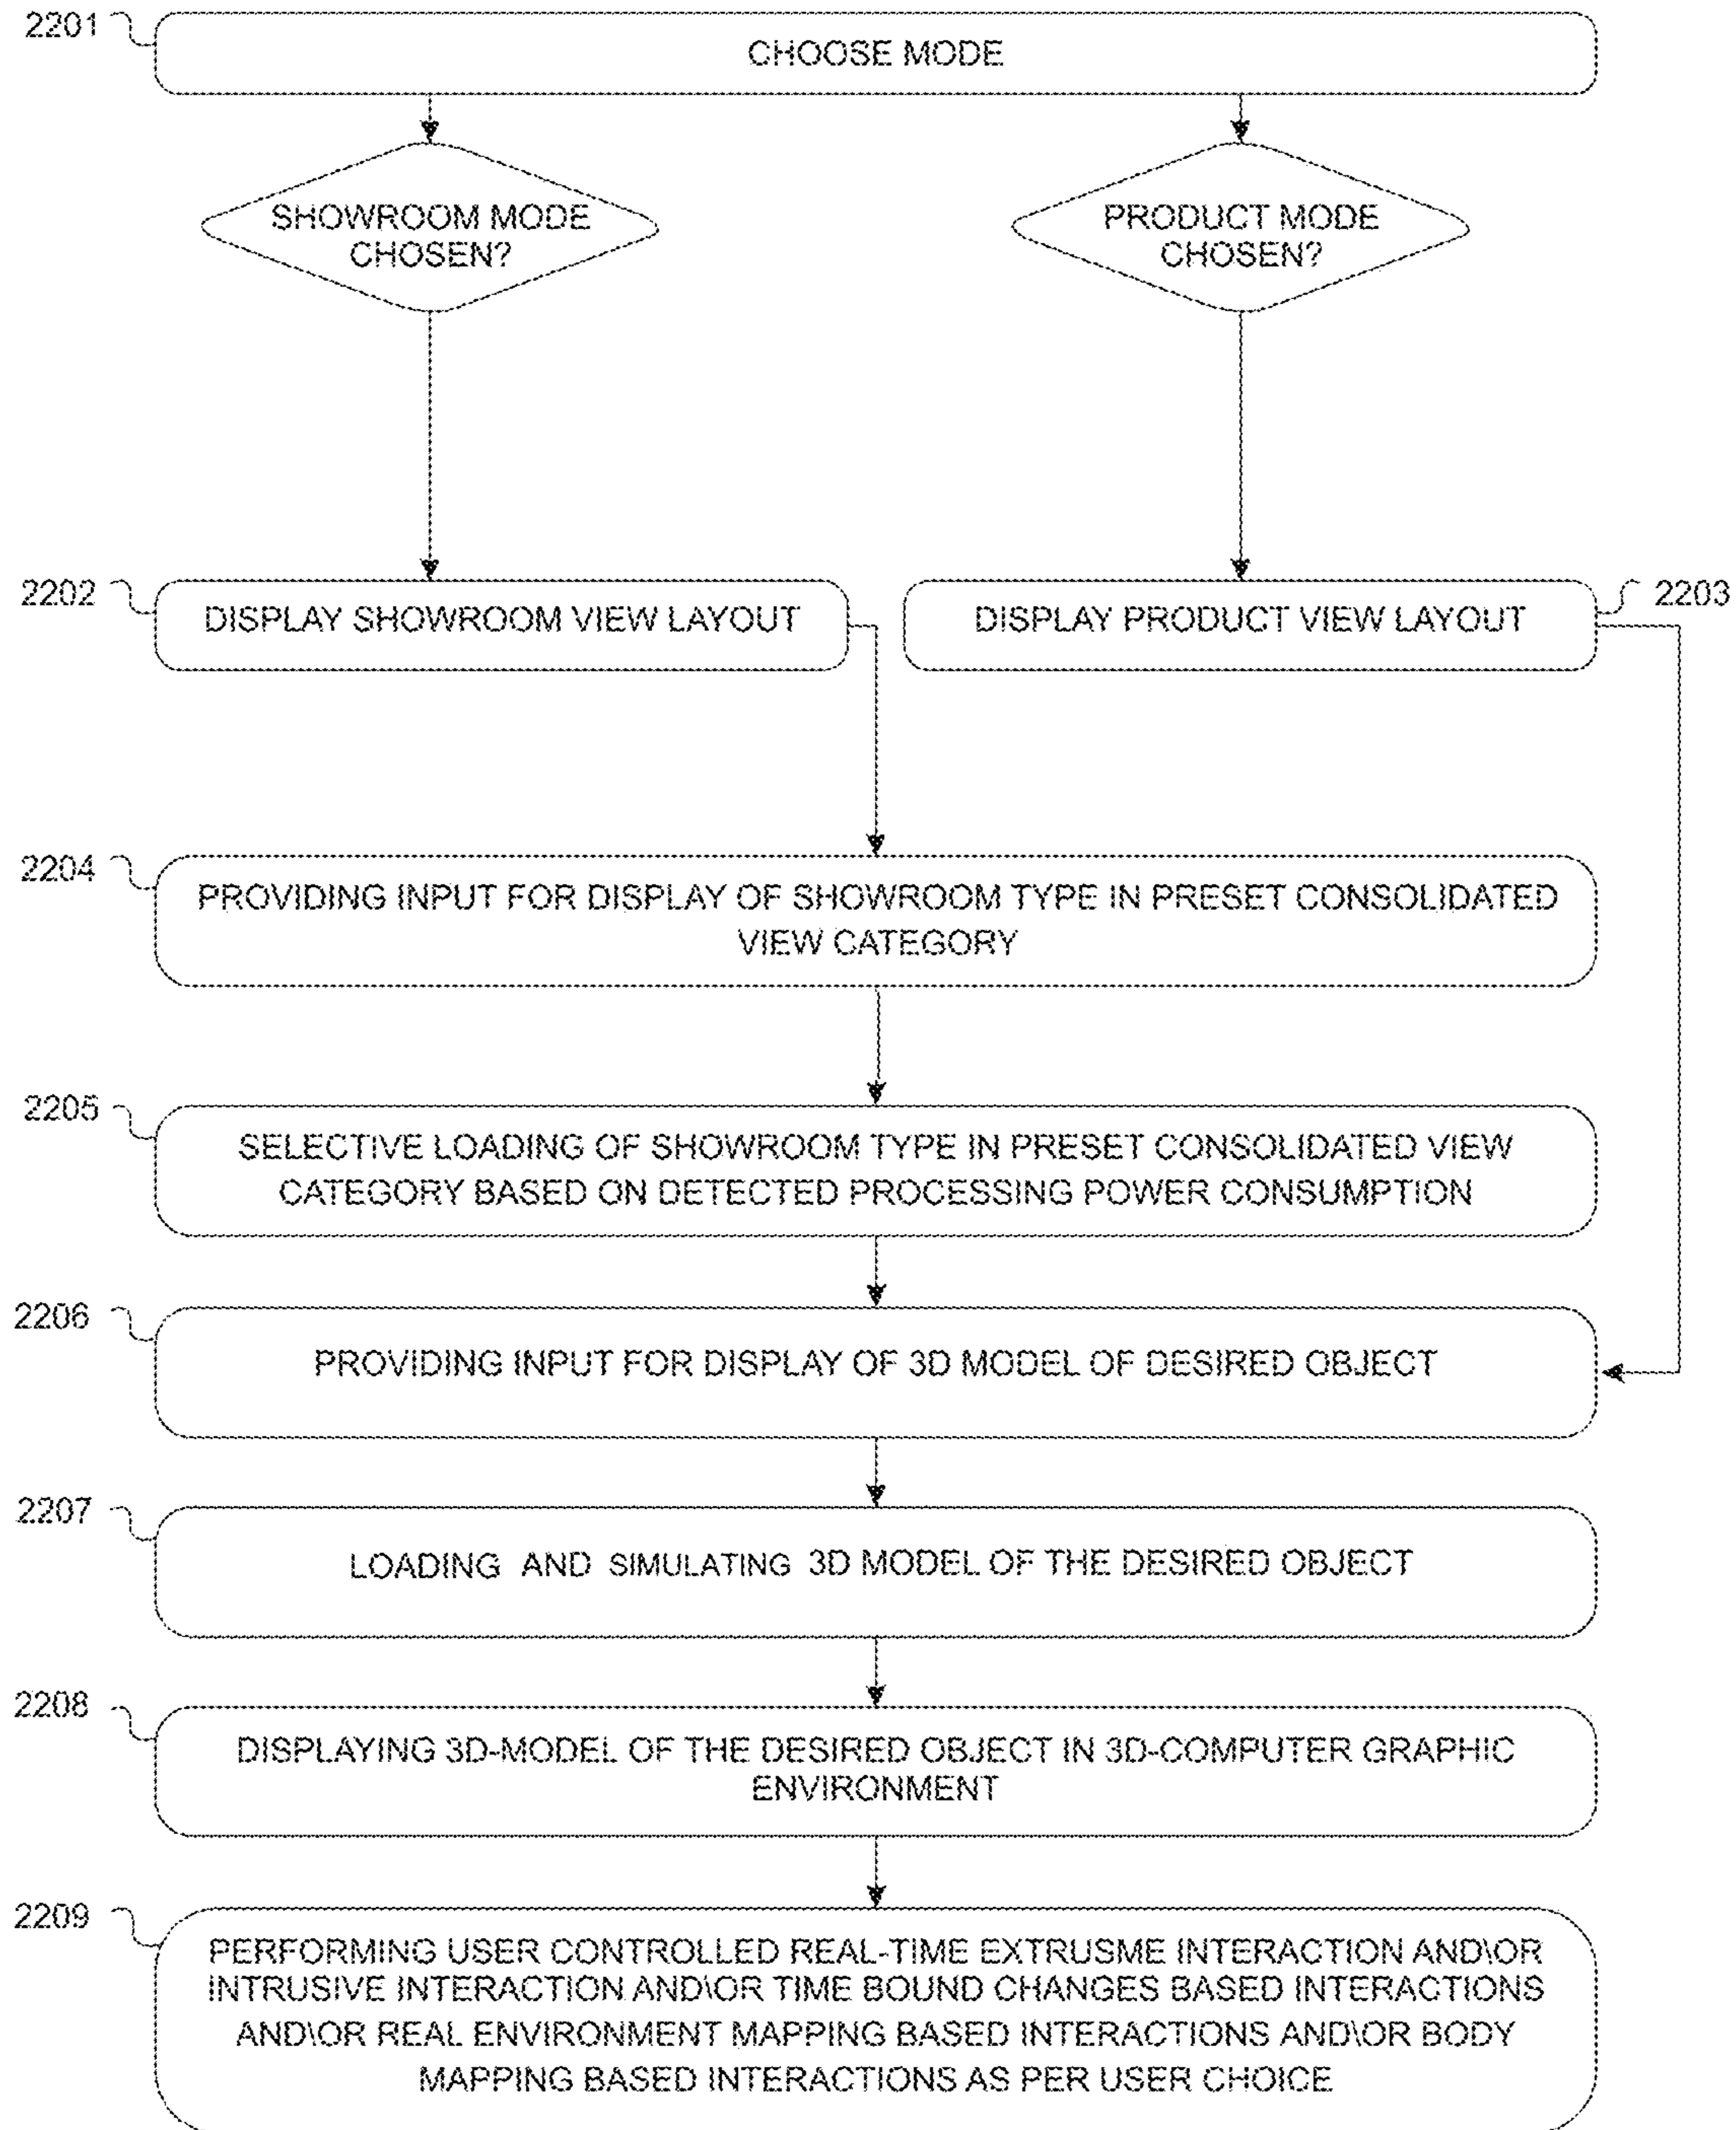 2201
CHOOSE MODE
SHOWROOM MODE
CHOSEN?
PRODUCT MODE
CHOSEN?
2202
DISPLAY SHOWROOM VIEW LAYOUT
DISPLAY PRODUCT VIEW LAYOUT
2203
2204
PROVIDING INPUT FOR DISPLAY OF SHOWROOM TYPE IN PRESET CONSOLIDATED
VIEW CATEGORY
2205
SELECTIVE LOADING OF SHOWROOM TYPE IN PRESET CONSOLIDATED VIEW
CATEGORY BASED ON DETECTED PROCESSING POWER CONSUMPTION
2206
PROVIDING INPUT FOR DISPLAY OF 3D MODEL OF DESIRED OBJECT
2207
LOADING AND SIMULATING 3D MODEL OF THE DESIRED OBJECT
2208
DISPLAYING 3D-MODEL OF THE DESIRED OBJECT IN 3D-COMPUTER GRAPHIC
ENVIRONMENT
2209
PERFORMING USER CONTROLLED REAL-TIME EXTRUSME INTERACTION AND\OR
INTRUSIVE INTERACTION AND\OR TIME BOUND CHANGES BASED INTERACTIONS
AND\OR REAL ENVIRONMENT MAPPING BASED INTERACTIONS AND\OR BODY
MAPPING BASED INTERACTIONS AS PER USER CHOICE